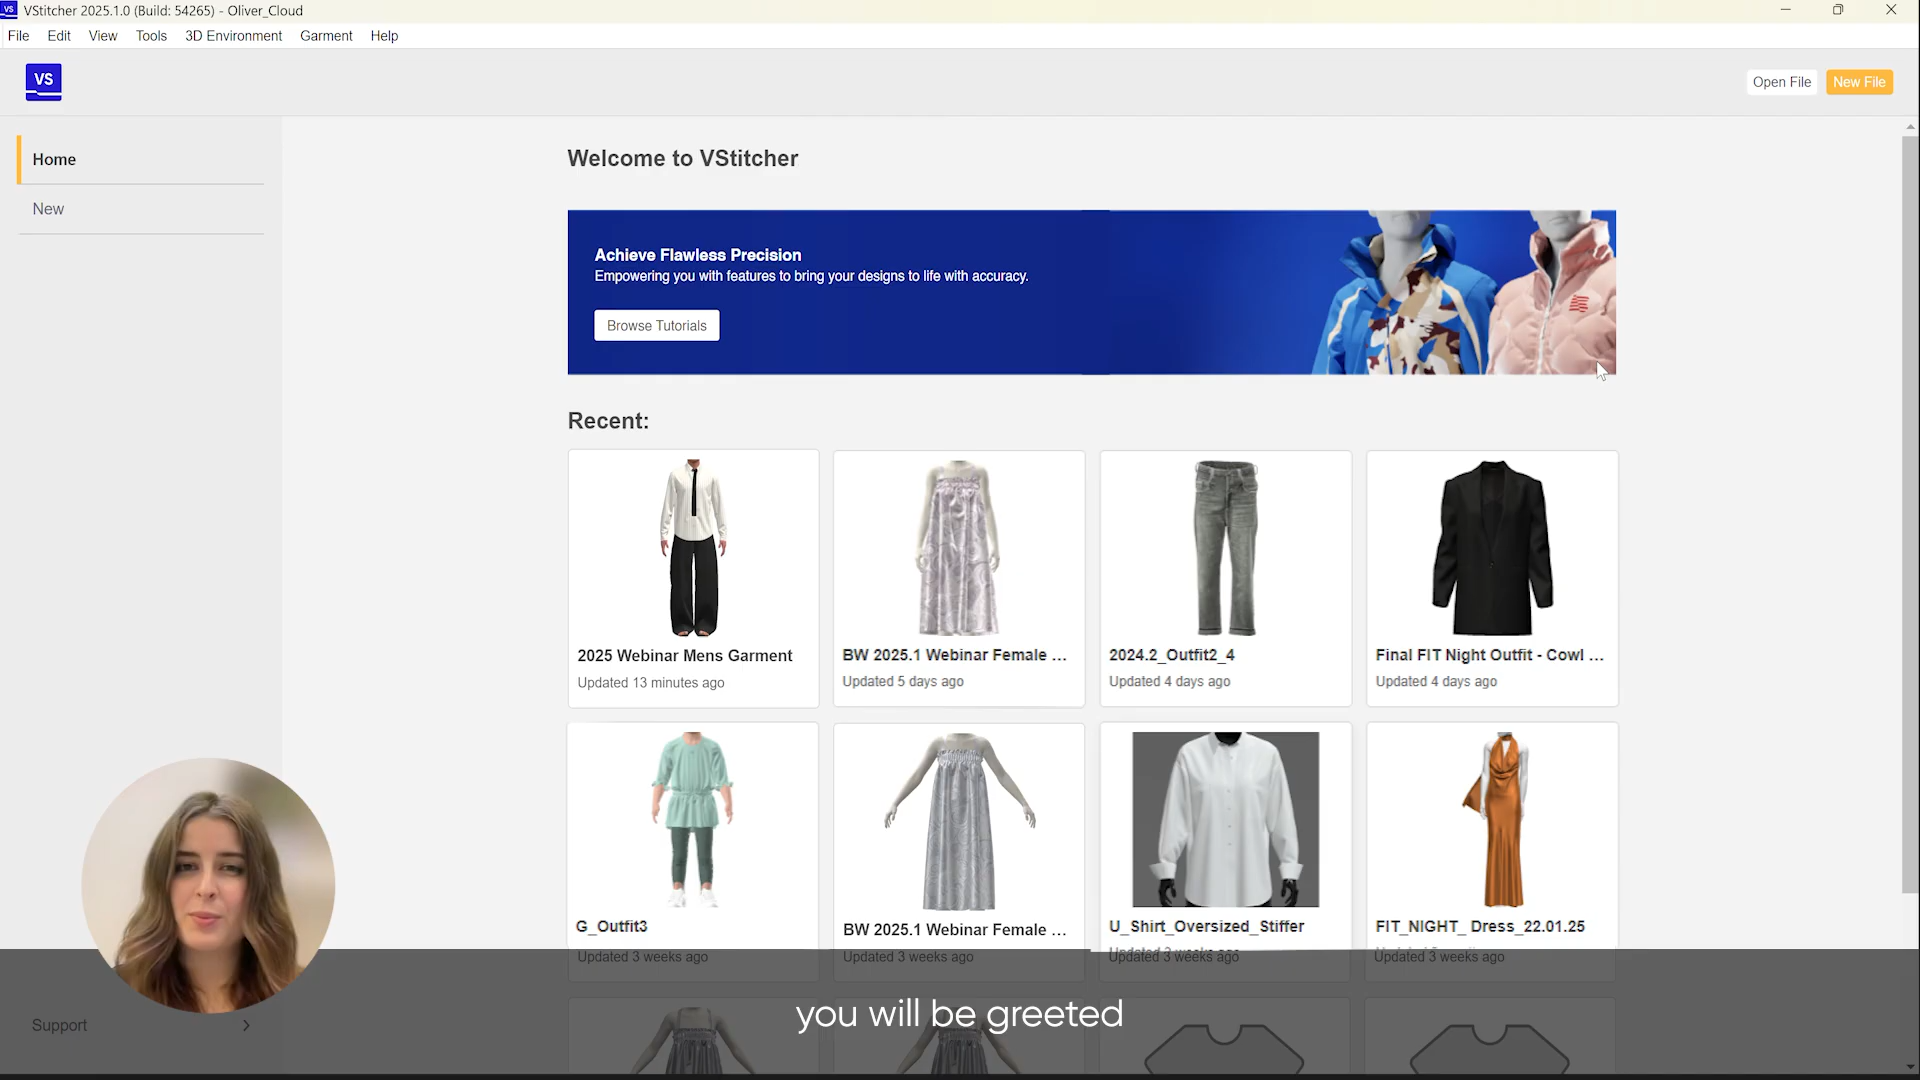 VS VStitcher 2025.1.0 (Build: 54265) - Oliver_Cloud
File Edit View Tools 3D Environment Garment Help
VS
Open File New File
Home
New
Welcome to VStitcher
Achieve Flawless Precision
Empowering you with features to bring your designs to life with accuracy.
Browse Tutorials
Recent:
2025 Webinar Mens Garment
Updated 13 minutes ago
BW 2025.1 Webinar Female ...
Updated 5 days ago
2024.2_Outfit2_4
Updated 4 days ago
Final FIT Night Outfit - Cowl ...
Updated 4 days ago
G_Outfit3
Updated 3 weeks ago
BW 2025.1 Webinar Female ...
Updated 3 weeks ago
U_Shirt_Oversized_Stiffer
Updated 3 weeks ago
FIT_NIGHT_ Dress_22.01.25
Updated 3 weeks ago
Support
you will be greeted